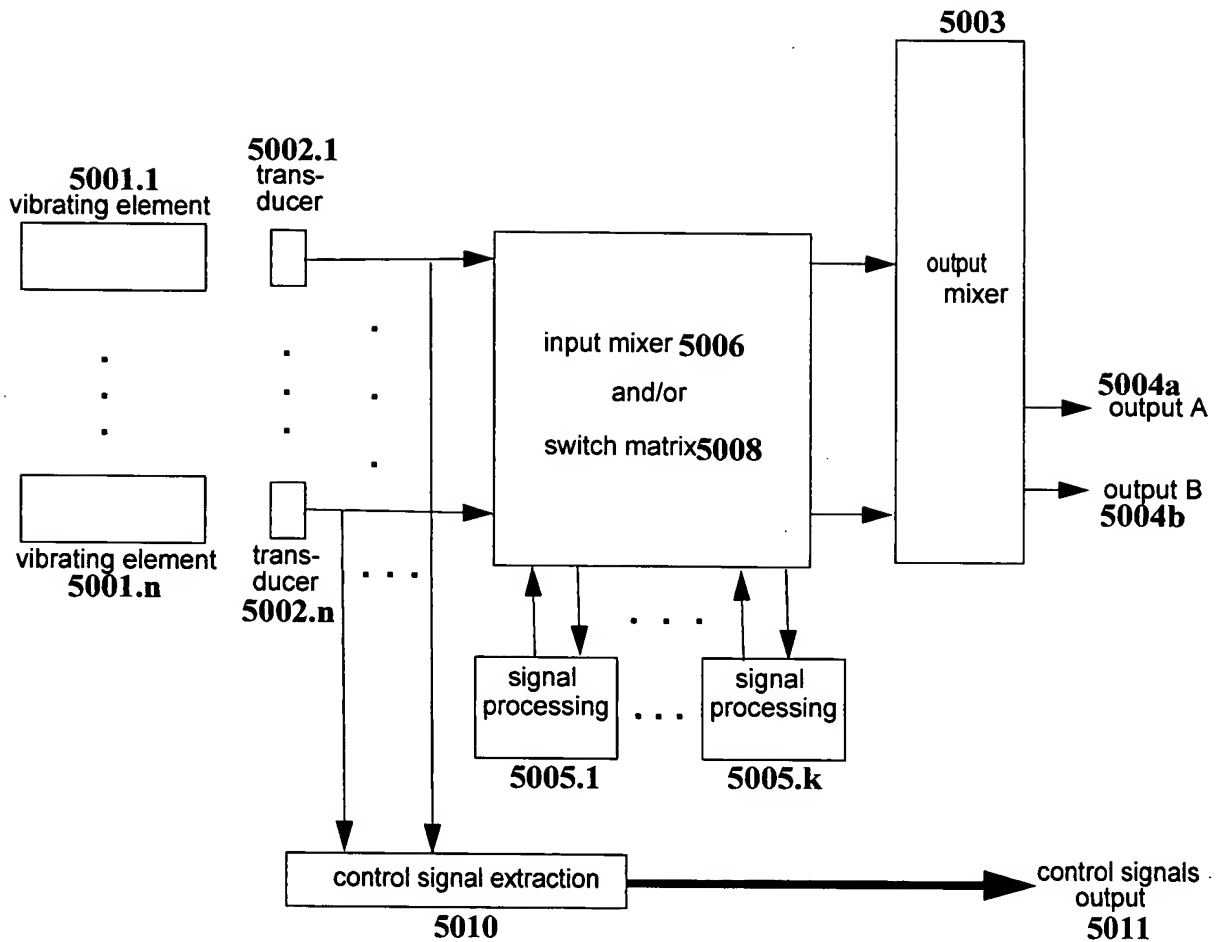 5003
5002.1
trans-
ducer
5001.1
vibrating element
output
mixer
input mixer 5006
and/or
switch matrix5008
5004a
output A
output B
5004b
vibrating element
5001.n
trans-
ducer
5002.n
signal
processing
signal
processing
5005.1
5005.k
control signal extraction
5010
control signals
output
5011